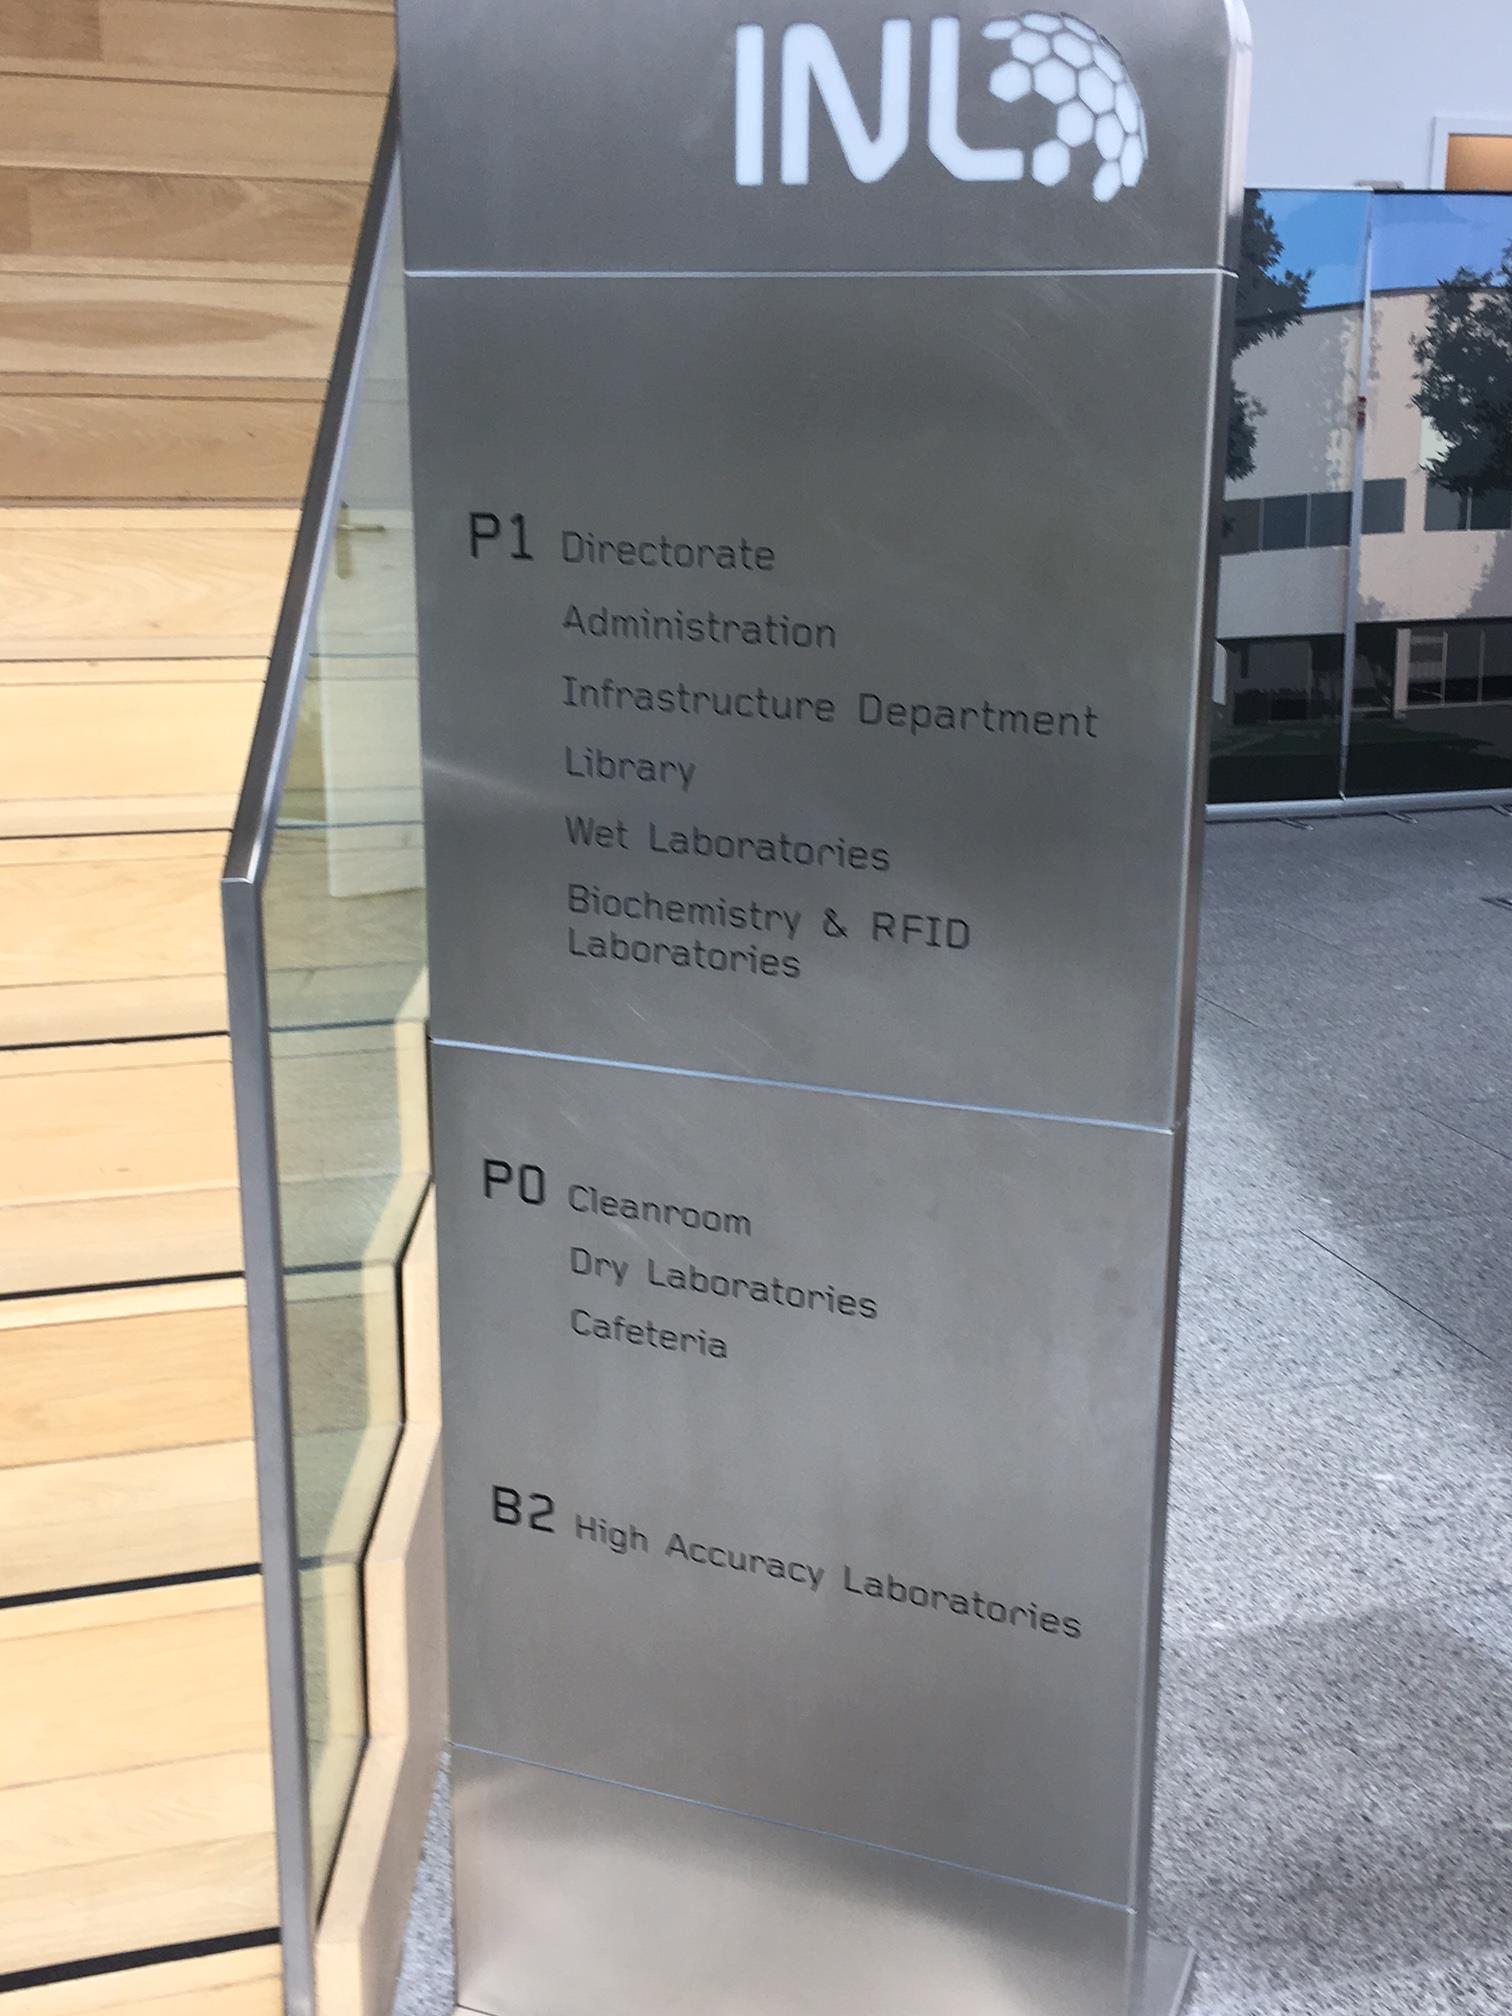 INL
P1 Directorate
Administration
Infrastructure Department
Library
Wet Laboratories
Biochemistry & RFID
Laboratories
P0 Cleanroom
Dry Laboratories
Cafeteria
B2 High Accuracy Laboratories